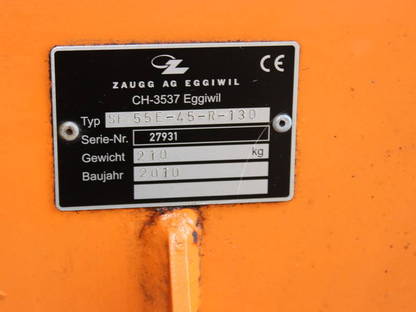 ZAUGG AG EGGIWIL
CE
CH-3537 Eggiwil
Typ SF 55E-45-R-130
Serie-Nr. 27931
Gewicht 210 kg
Baujahr 2010